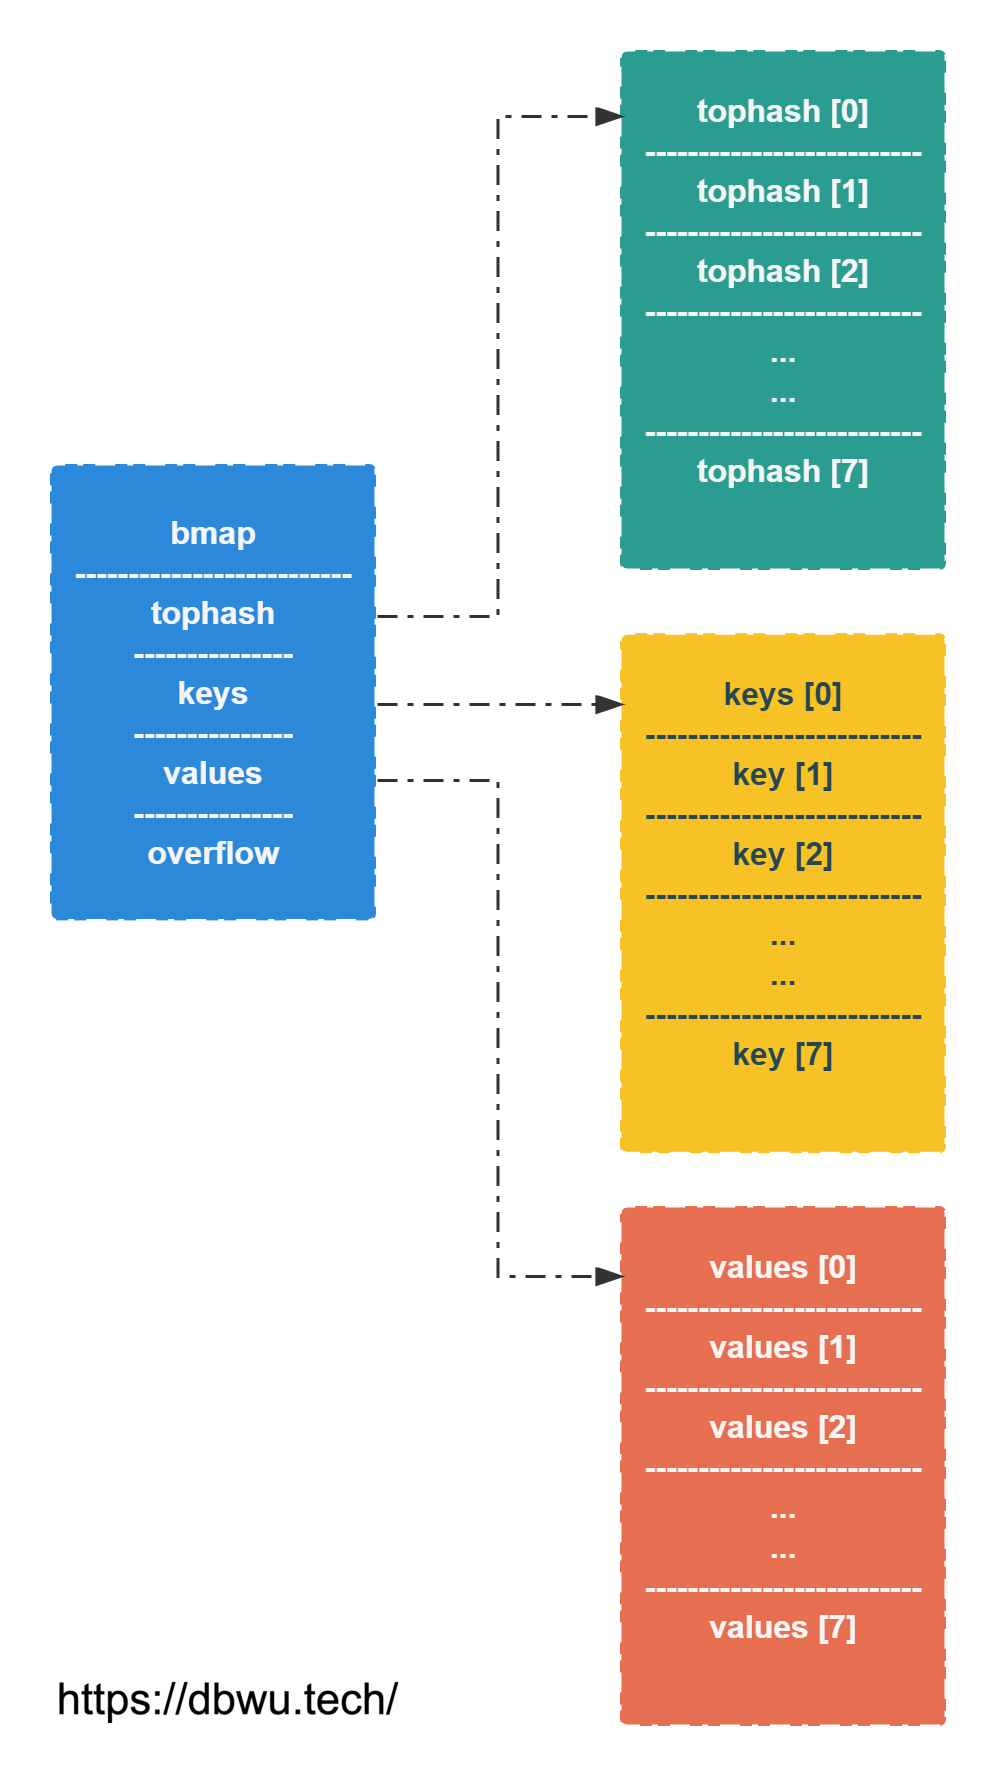 bmap
tophash
keys
values
overflow
tophash [0]
tophash [1]
tophash [2]
...
...
tophash [7]
keys [0]
key [1]
key [2]
...
...
key [7]
values [0]
values [1]
values [2]
...
...
values [7]
https://dbwu.tech/